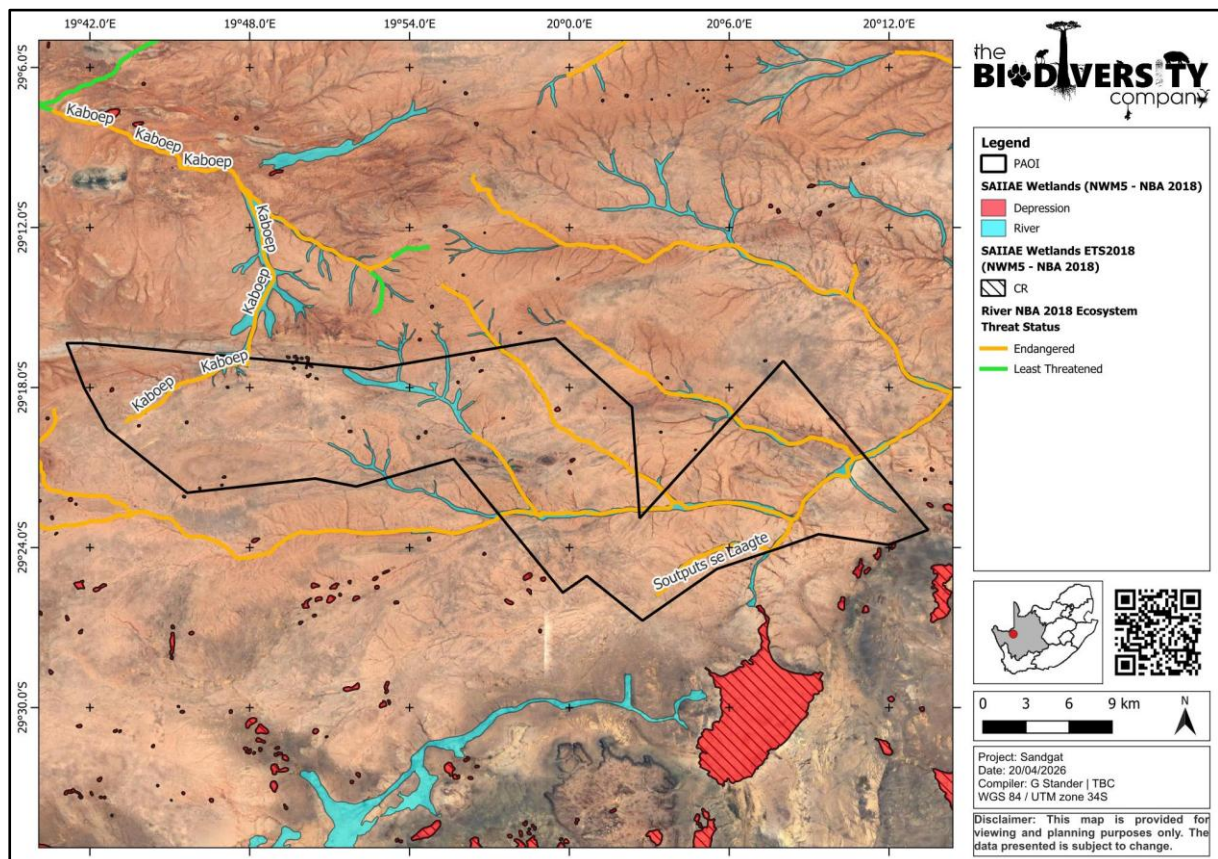 19°42.0'E 19°48.0'E 19°54.0'E 20°0.0'E 20°6.0'E 20°12.0'E
29°6.0'S
29°12.0'S
29°18.0'S
29°24.0'S
29°30.0'S
Kaboep
Kaboep
Kaboep
Kaboep
Kaboep
Kaboep
Kaboep
Soutputs se Laagte
the
BIODIVERSITY
company
Legend
PAOI
SAIIAE Wetlands (NWM5 - NBA 2018)
Depression
River
SAIIAE Wetlands ETS2018
(NWM5 - NBA 2018)
CR
River NBA 2018 Ecosystem
Threat Status
Endangered
Least Threatened
0 3 6 9 km
N
Project: Sandgat
Date: 20/04/2026
Compiler: G Stander | TBC
WGS 84 / UTM zone 34S
Disclaimer: This map is provided for
viewing and planning purposes only. The
data presented is subject to change.